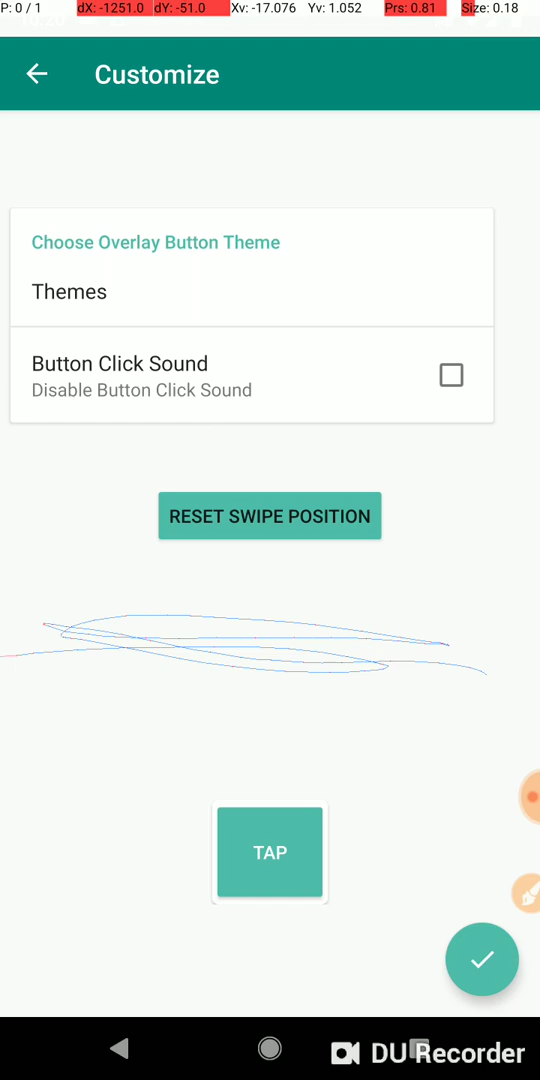 P: 0 / 1 dX: -1251.0 dY: -51.0 Xv: -17.076 Yv: 1.052 Prs: 0.81 Size: 0.18
Customize
Choose Overlay Button Theme
Themes
Button Click Sound
Disable Button Click Sound
RESET SWIPE POSITION
TAP
DU Recorder